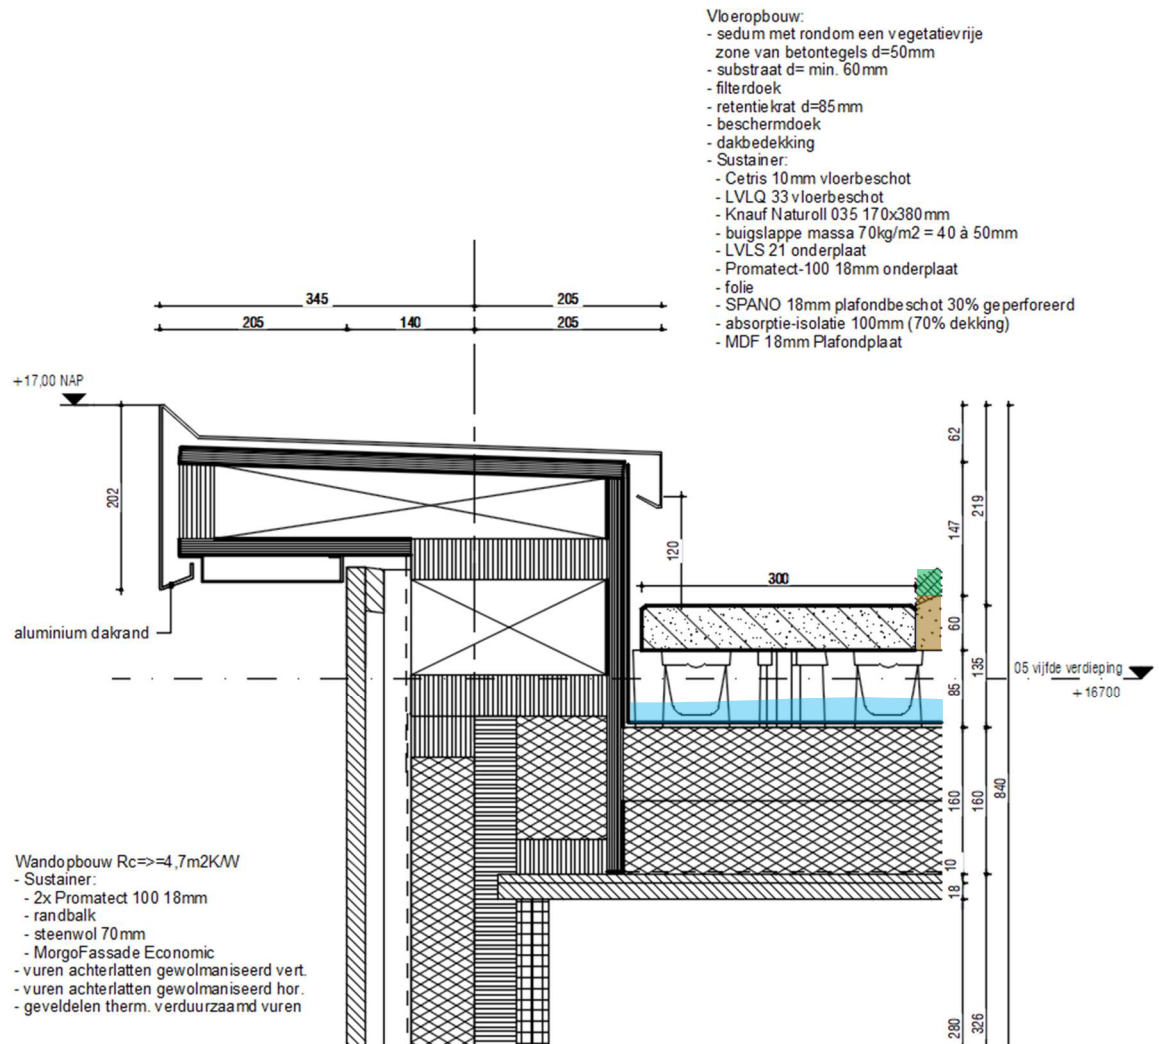 Vloeropbouw:
- sedum met rondom een vegetatievrije
zone van betontegels d=50mm
- substraat d= min. 60mm
- filterdoek
- retentiekrat d=85mm
- beschermdoek
- dakbedekking
- Sustainer:
- Cetris 10mm vloerbeschot
- LVLQ 33 vloerbeschot
- Knauf Naturoll 035 170x380mm
- buigslappe massa 70kg/m2 = 40 à 50mm
- LVLS 21 onderplaat
- Promatect-100 18mm onderplaat
- folie
- SPANO 18mm plafondbeschot 30% geperforeerd
- absorptie-isolatie 100mm (70% dekking)
- MDF 18mm Plafondplaat
345 205
205 140 205
+17,00 NAP
202
62
219
147
120
300
60
135
85
05 vijfde verdieping
+16700
aluminium dakrand
160
160
840
10
18
280
326
Wandopbouw Rc=>=4,7m2K/W
- Sustainer:
- 2x Promatect 100 18mm
- randbalk
- steenwol 70mm
- MorgoFassade Economic
- vuren achterlatten gewolmaniseerd vert.
- vuren achterlatten gewolmaniseerd hor.
- geveldelen therm. verduurzaamd vuren